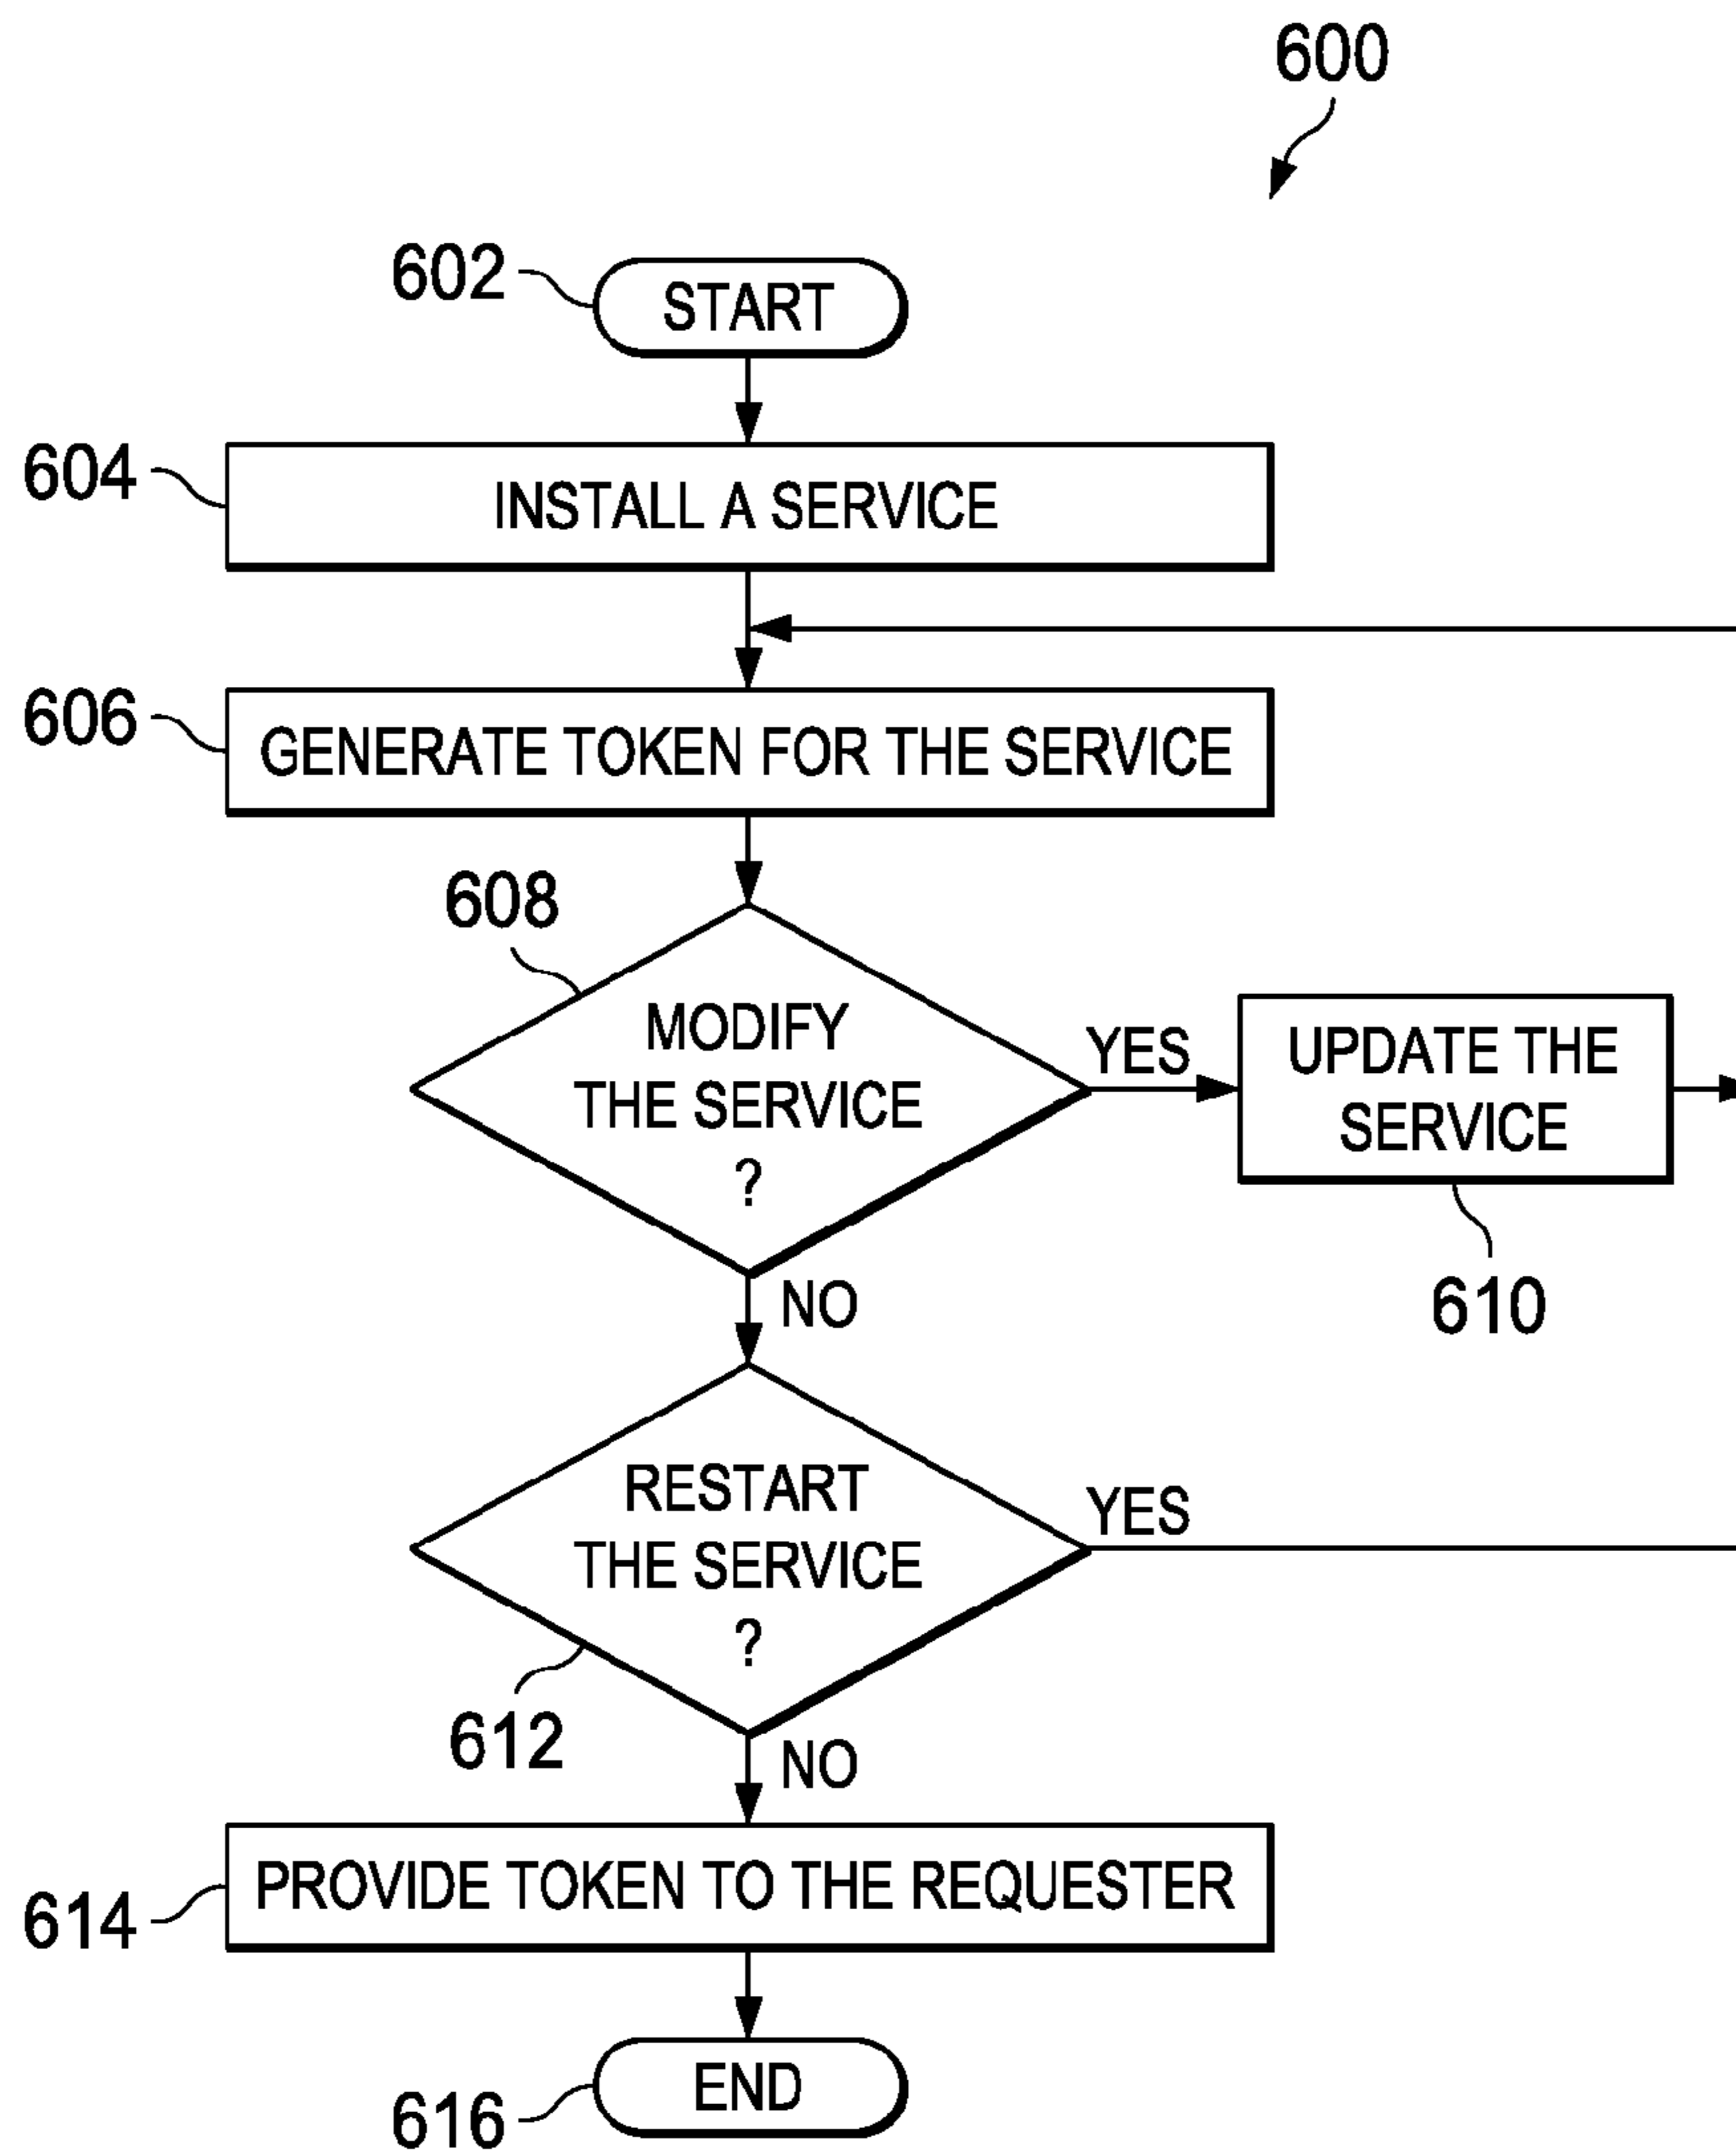 600
602
START
604
INSTALL A SERVICE
606
GENERATE TOKEN FOR THE SERVICE
608
MODIFY
THE SERVICE
?
YES
UPDATE THE
SERVICE
610
NO
RESTART
THE SERVICE
?
YES
612
NO
614
PROVIDE TOKEN TO THE REQUESTER
616
END